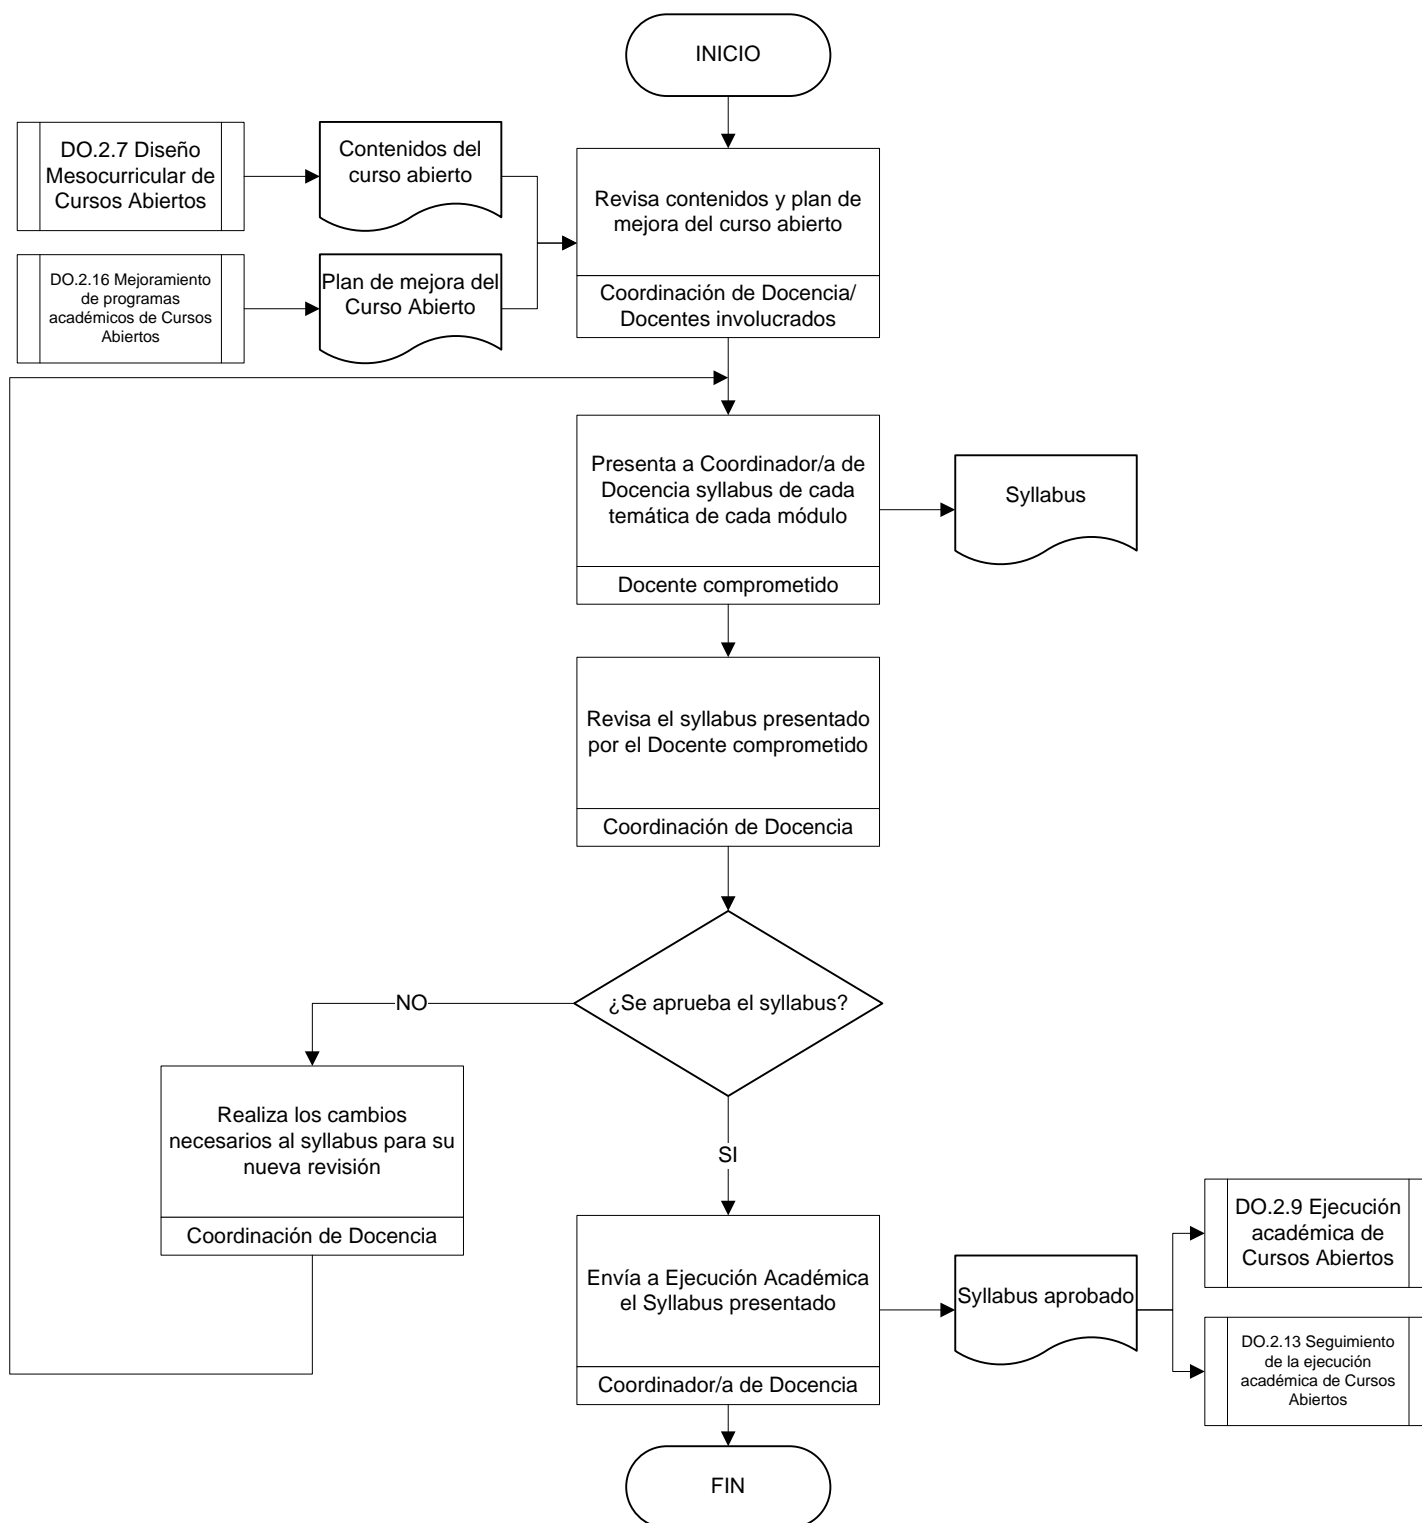 INICIO
DO.2.7 Diseño
Mesocurricular de
Cursos Abiertos
Contenidos del
curso abierto
Revisa contenidos y plan de
mejora del curso abierto
Coordinación de Docencia/
Docentes involucrados
DO.2.16 Mejoramiento
de programas
académicos de Cursos
Abiertos
Plan de mejora del
Curso Abierto
Presenta a Coordinador/a de
Docencia syllabus de cada
temática de cada módulo
Docente comprometido
Syllabus
Revisa el syllabus presentado
por el Docente comprometido
Coordinación de Docencia
¿Se aprueba el syllabus?
NO
Realiza los cambios
necesarios al syllabus para su
nueva revisión
Coordinación de Docencia
SI
Envía a Ejecución Académica
el Syllabus presentado
Coordinador/a de Docencia
Syllabus aprobado
DO.2.9 Ejecución
académica de
Cursos Abiertos
DO.2.13 Seguimiento
de la ejecución
académica de Cursos
Abiertos
FIN